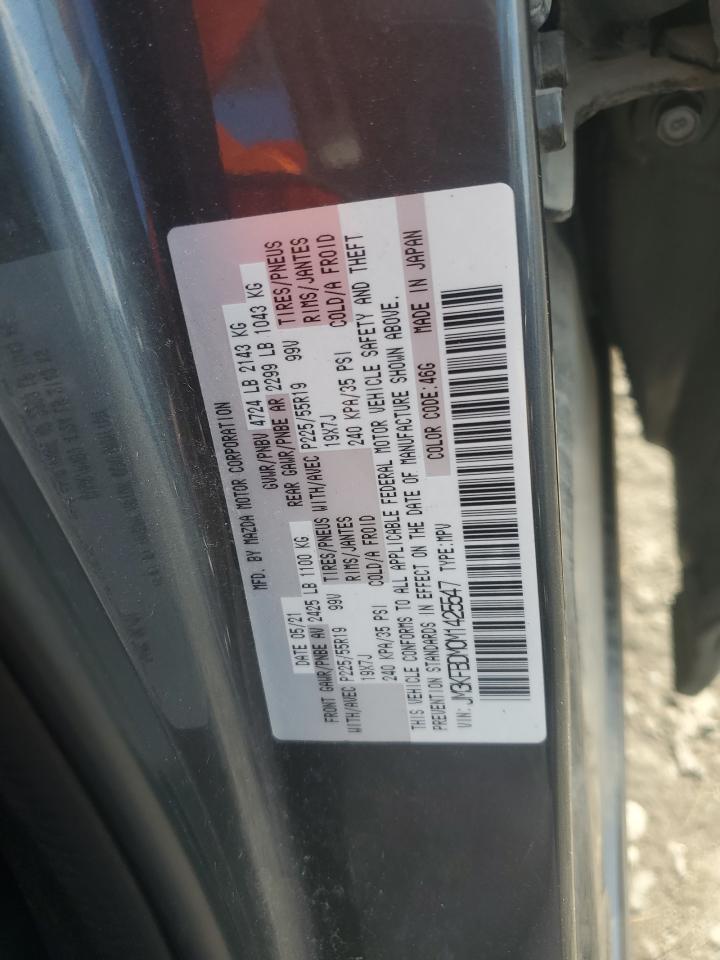 MFD. BY MAZDA MOTOR CORPORATION
DATE 05/21 GVWR/PNBV 4724 LB 2143 KG
FRONT GAWR/PNBE AV 2425 LB 1100 KG REAR GAWR/PNBE AR 2299 LB 1043 KG
WITH/AVEC P225/55R19 99V TIRES/PNEUS WITH/AVEC P225/55R19 99V TIRES/PNEUS
19X7J RIMS/JANTES 19X7J RIMS/JANTES
240 KPA/35 PSI COLD/A FROID 240 KPA/35 PSI COLD/A FROID
THIS VEHICLE CONFORMS TO ALL APPLICABLE FEDERAL MOTOR VEHICLE SAFETY AND THEFT
PREVENTION STANDARDS IN EFFECT ON THE DATE OF MANUFACTURE SHOWN ABOVE.
VIN: JM3KFBDM0M1425547 TYPE:MPV COLOR CODE:46G MADE IN JAPAN